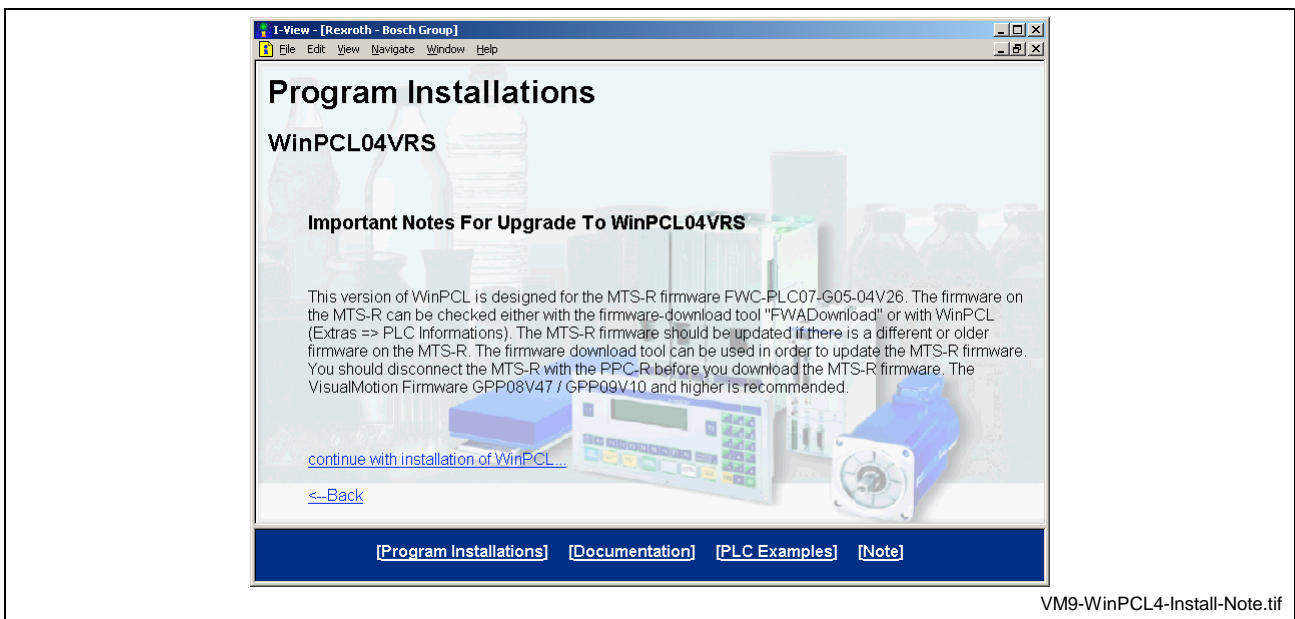 I-View - [Rexroth - Bosch Group]
File Edit View Navigate Window Help
Program Installations
WinPCL04VRS
Important Notes For Upgrade To WinPCL04VRS
This version of WinPCL is designed for the MTS-R firmware FWC-PLC07-G05-04V26. The firmware on
the MTS-R can be checked either with the firmware-download tool "FWADownload" or with WinPCL
(Extras => PLC Informations). The MTS-R firmware should be updated if there is a different or older
firmware on the MTS-R. The firmware download tool can be used in order to update the MTS-R firmware.
You should disconnect the MTS-R with the PPC-R before you download the MTS-R firmware. The
VisualMotion Firmware GPP08V47 / GPP09V10 and higher is recommended.
continue with installation of WinPCL...
<--Back
[Program Installations] [Documentation] [PLC Examples] [Note]
VM9-WinPCL4-Install-Note.tif